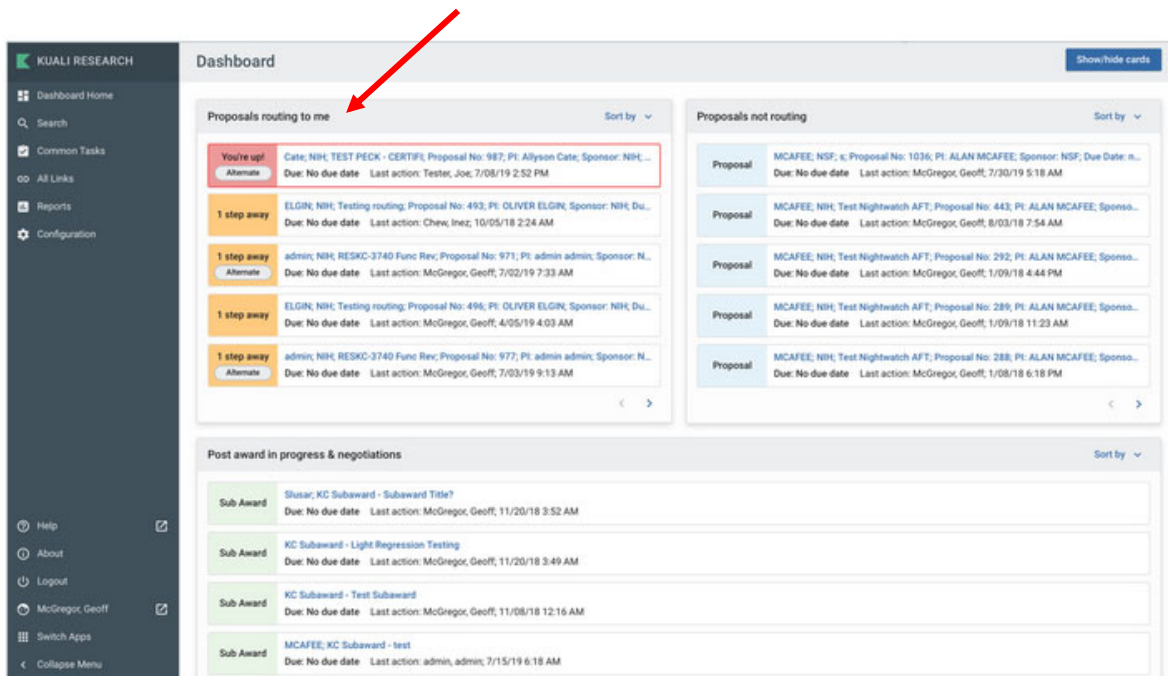 KUALI RESEARCH
Dashboard Home
Search
Common Tasks
All Links
Reports
Configuration
Help
About
Logout
McGregor, Geoff
Switch Apps
Collapse Menu
Dashboard
Show/hide cards
Proposals routing to me
Sort by
You're up! Cate; NIH; TEST PECK - CERTIFI; Proposal No: 987; PI: Allyson Cate; Sponsor: NIH; ...
Alternate Due: No due date Last action: Tester, Joe; 7/08/19 2:52 PM
1 step away ELGIN; NIH; Testing routing; Proposal No: 493; PI: OLIVER ELGIN; Sponsor: NIH; Du...
Due: No due date Last action: Chew, Inez; 10/05/18 2:24 AM
1 step away admin; NIH; RESKC-3740 Func Rev; Proposal No: 971; PI: admin admin; Sponsor: N...
Alternate Due: No due date Last action: McGregor, Geoff; 7/02/19 7:33 AM
1 step away ELGIN; NIH; Testing routing; Proposal No: 496; PI: OLIVER ELGIN; Sponsor: NIH; Du...
Due: No due date Last action: McGregor, Geoff; 4/05/19 4:03 AM
1 step away admin; NIH; RESKC-3740 Func Rev; Proposal No: 977; PI: admin admin; Sponsor: N...
Alternate Due: No due date Last action: McGregor, Geoff; 7/03/19 9:13 AM
Proposals not routing
Sort by
Proposal MCAFEE; NSF; s; Proposal No: 1036; PI: ALAN MCAFEE; Sponsor: NSF; Due Date: n...
Due: No due date Last action: McGregor, Geoff; 7/30/19 5:18 AM
Proposal MCAFEE; NIH; Test Nightwatch AFT; Proposal No: 443; PI: ALAN MCAFEE; Sponso...
Due: No due date Last action: McGregor, Geoff; 8/03/18 7:54 AM
Proposal MCAFEE; NIH; Test Nightwatch AFT; Proposal No: 292; PI: ALAN MCAFEE; Sponso...
Due: No due date Last action: McGregor, Geoff; 1/09/18 4:44 PM
Proposal MCAFEE; NIH; Test Nightwatch AFT; Proposal No: 289; PI: ALAN MCAFEE; Sponso...
Due: No due date Last action: McGregor, Geoff; 1/09/18 11:23 AM
Proposal MCAFEE; NIH; Test Nightwatch AFT; Proposal No: 288; PI: ALAN MCAFEE; Sponso...
Due: No due date Last action: McGregor, Geoff; 1/08/18 6:18 PM
Post award in progress & negotiations
Sort by
Sub Award Slusar; KC Subaward - Subaward Title?
Due: No due date Last action: McGregor, Geoff; 11/20/18 3:52 AM
Sub Award KC Subaward - Light Regression Testing
Due: No due date Last action: McGregor, Geoff; 11/20/18 3:49 AM
Sub Award KC Subaward - Test Subaward
Due: No due date Last action: McGregor, Geoff; 11/08/18 12:16 AM
Sub Award MCAFEE; KC Subaward - test
Due: No due date Last action: admin, admin; 7/15/19 6:18 AM